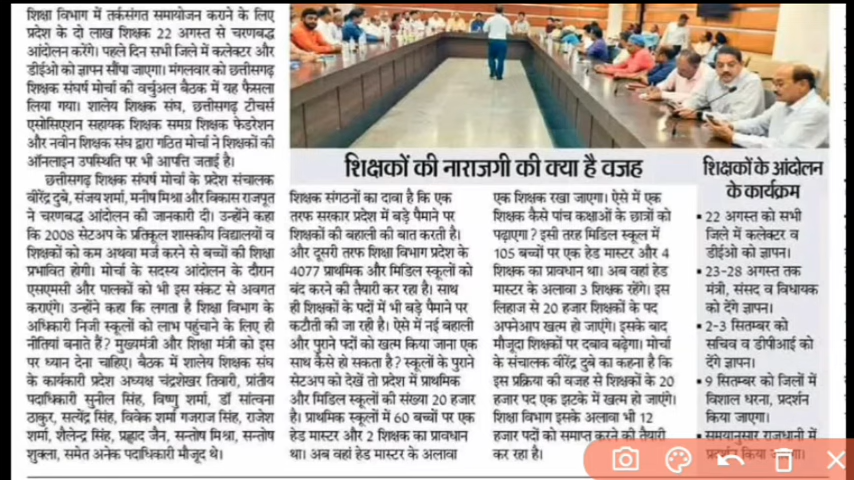 शिक्षा विभाग में तर्कसंगत समायोजन कराने के लिए
प्रदेश के दो लाख शिक्षक 22 अगस्त से चरणबद्ध
आंदोलन करेंगे। पहले दिन सभी जिले में कलेक्टर और
डीईओ को ज्ञापन सौंपा जाएगा। मंगलवार को छत्तीसगढ़
शिक्षक संघर्ष मोर्चा की वर्चुअल बैठक में यह फैसला
लिया गया। शालेय शिक्षक संघ, छत्तीसगढ़ टीचर्स
एसोसिएशन सहायक शिक्षक समग्र शिक्षक फेडरेशन
और नवीन शिक्षक संघ द्वारा गठित मोर्चा ने शिक्षकों की
ऑनलाइन उपस्थिति पर भी आपत्ति जताई है।
छत्तीसगढ़ शिक्षक संघर्ष मोर्चा के प्रदेश संचालक
वीरेंद्र दुबे, संजय शर्मा, मनीष मिश्रा और विकास राजपूत
ने चरणबद्ध आंदोलन की जानकारी दी। उन्होंने कहा
कि 2008 सेटअप के प्रतिकूल शासकीय विद्यालयों व
शिक्षकों को कम अथवा मर्ज करने से बच्चों की शिक्षा
प्रभावित होगी। मोर्चा के सदस्य आंदोलन के दौरान
एसएमसी और पालकों को भी इस संकट से अवगत
कराएंगे। उन्होंने कहा कि लगता है शिक्षा विभाग के
अधिकारी निजी स्कूलों को लाभ पहुंचाने के लिए ही
नीतियां बनाते हैं? मुख्यमंत्री और शिक्षा मंत्री को इस
पर ध्यान देना चाहिए। बैठक में शालेय शिक्षक संघ
के कार्यकारी प्रदेश अध्यक्ष चंद्रशेखर तिवारी, प्रांतीय
पदाधिकारी सुनील सिंह, विष्णु शर्मा, डॉ सांत्वना
ठाकुर, सत्येंद्र सिंह, विवेक शर्मा गजराज सिंह, राजेश
शर्मा, शैलेन्द्र सिंह, प्रह्लाद जैन, सन्तोष मिश्रा, सन्तोष
शुक्ला, समेत अनेक पदाधिकारी मौजूद थे।
शिक्षकों की नाराजगी की क्या है वजह
शिक्षक संगठनों का दावा है कि एक
तरफ सरकार प्रदेश में बड़े पैमाने पर
शिक्षकों की बहाली की बात करती है।
और दूसरी तरफ शिक्षा विभाग प्रदेश के
4077 प्राथमिक और मिडिल स्कूलों को
बंद करने की तैयारी कर रहा है। साथ
ही शिक्षकों के पदों में भी बड़े पैमाने पर
कटौती की जा रही है। ऐसे में नई बहाली
और पुराने पदों को खत्म किया जाना एक
साथ कैसे हो सकता है? स्कूलों के पुराने
सेटअप को देखें तो प्रदेश में प्राथमिक
और मिडिल स्कूलों की संख्या 20 हजार
है। प्राथमिक स्कूलों में 60 बच्चों पर एक
हेड मास्टर और 2 शिक्षक का प्रावधान
था। अब वहां हेड मास्टर के अलावा
एक शिक्षक रखा जाएगा। ऐसे में एक
शिक्षक कैसे पांच कक्षाओं के छात्रों को
पढ़ाएगा? इसी तरह मिडिल स्कूल में
105 बच्चों पर एक हेड मास्टर और 4
शिक्षक का प्रावधान था। अब वहां हेड
मास्टर के अलावा 3 शिक्षक रहेंगे। इस
लिहाज से 20 हजार शिक्षकों के पद
अपनेआप खत्म हो जाएंगे। इसके बाद
मौजूदा शिक्षकों पर दबाव बढ़ेगा। मोर्चा
के संचालक वीरेंद्र दुबे का कहना है कि
इस प्रक्रिया की वजह से शिक्षकों के 20
हजार पद एक झटके में खत्म हो जाएंगे।
शिक्षा विभाग इसके अलावा भी 12
हजार पदों को समाप्त करने की तैयारी
कर रहा है।
शिक्षकों के आंदोलन
के कार्यक्रम
▪ 22 अगस्त को सभी
जिले में कलेक्टर व
डीईओ को ज्ञापन।
▪ 23-28 अगस्त तक
मंत्री, संसद व विधायक
को देंगे ज्ञापन।
▪ 2-3 सितम्बर को
सचिव व डीपीआई को
देंगे ज्ञापन।
▪ 9 सितम्बर को जिलों में
विशाल धरना, प्रदर्शन
किया जाएगा।
▪ समयानुसार राजधानी में
प्रदर्शन किया जाएगा।